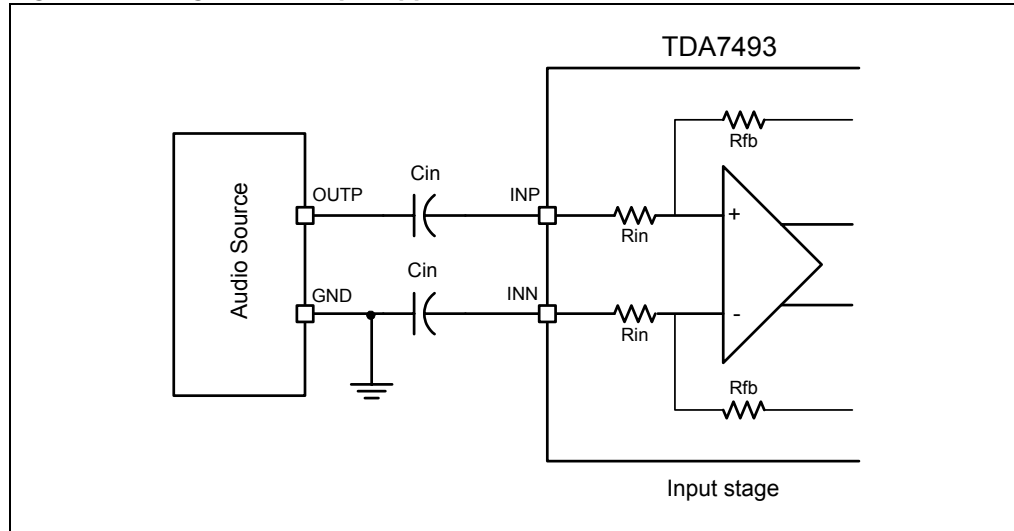 TDA7493
Rfb
Audio Source
OUTP
Cin
INP
+
Rin
GND
Cin
INN
-
Rin
Rfb
Input stage